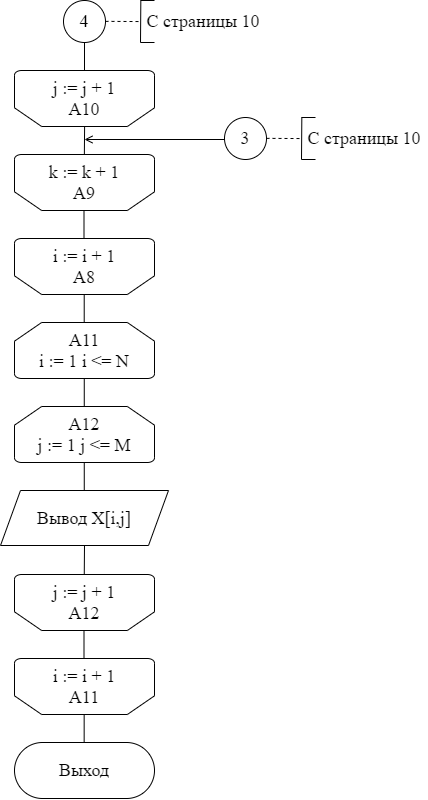 4
С страницы 10
j := j + 1
A10
3
С страницы 10
k := k + 1
A9
i := i + 1
A8
A11
i := 1 i <= N
A12
j := 1 j <= M
Вывод X[i,j]
j := j + 1
A12
i := i + 1
A11
Выход